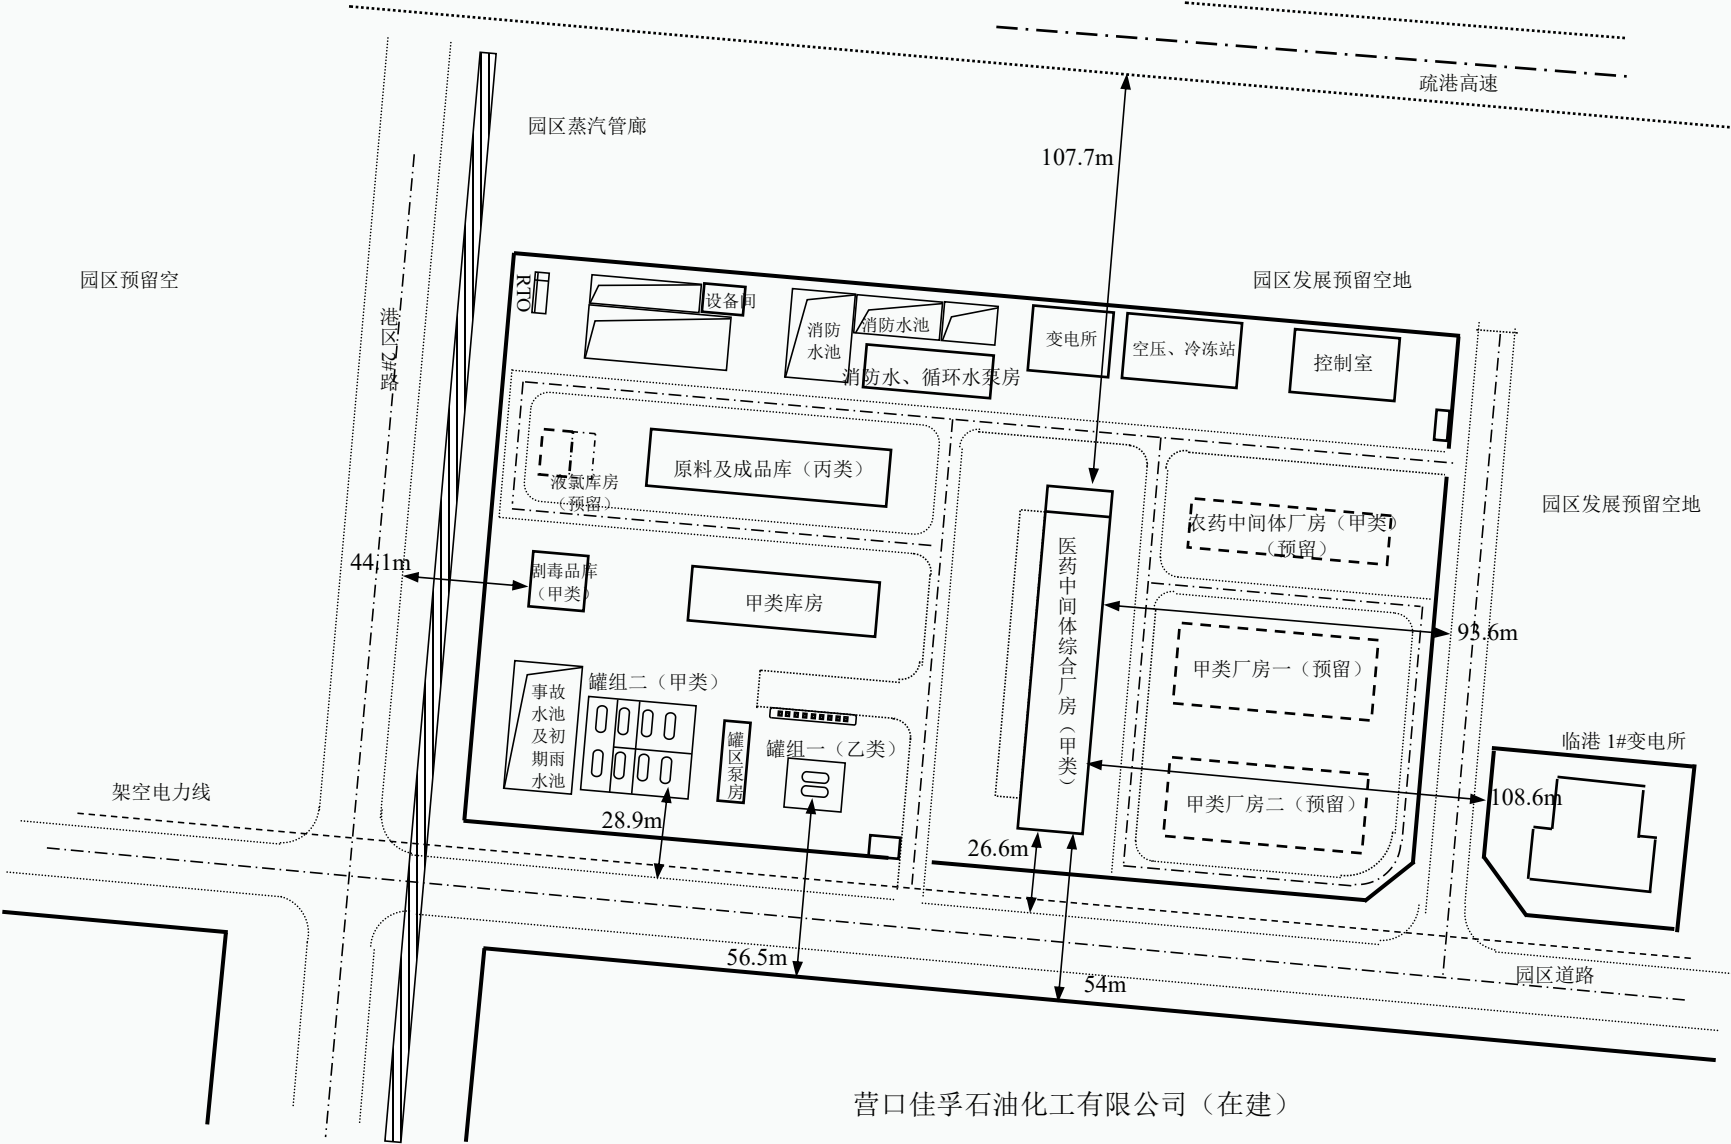 疏港高速
园区蒸汽管廊
107.7m
园区预留空
园区发展预留空地
RTO
设备间
港区 2#路
消防
水池
消防水池
变电所
空压、冷冻站
控制室
消防水、循环水泵房
原料及成品库（丙类）
液氯库房
（预留）
园区发展预留空地
农药中间体厂房（甲类）
（预留）
44.1m
剧毒品库
（甲类）
甲类库房
医药中间体综合厂房（甲类）
93.6m
甲类厂房一（预留）
罐组二（甲类）
事故
水池
及初
期雨
水池
罐区泵房
罐组一（乙类）
临港 1#变电所
架空电力线
甲类厂房二（预留）
108.6m
28.9m
26.6m
56.5m
54m
园区道路
营口佳孚石油化工有限公司（在建）